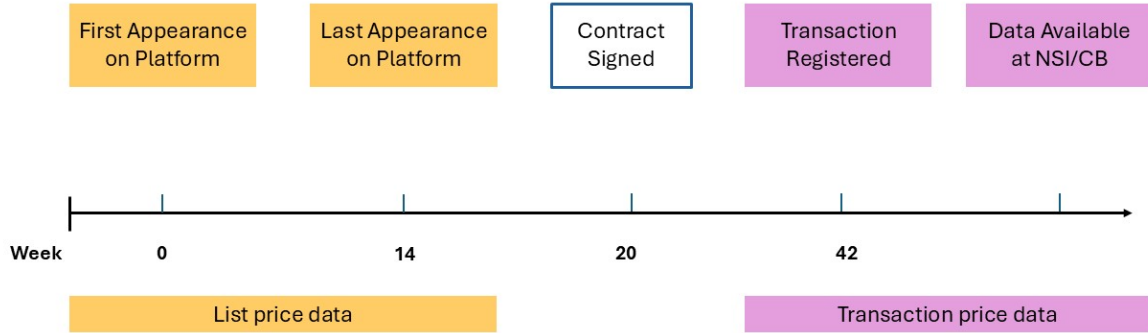 First Appearance
on Platform
Last Appearance
on Platform
Contract
Signed
Transaction
Registered
Data Available
at NSI/CB
Week 0 14 20 42
List price data
Transaction price data